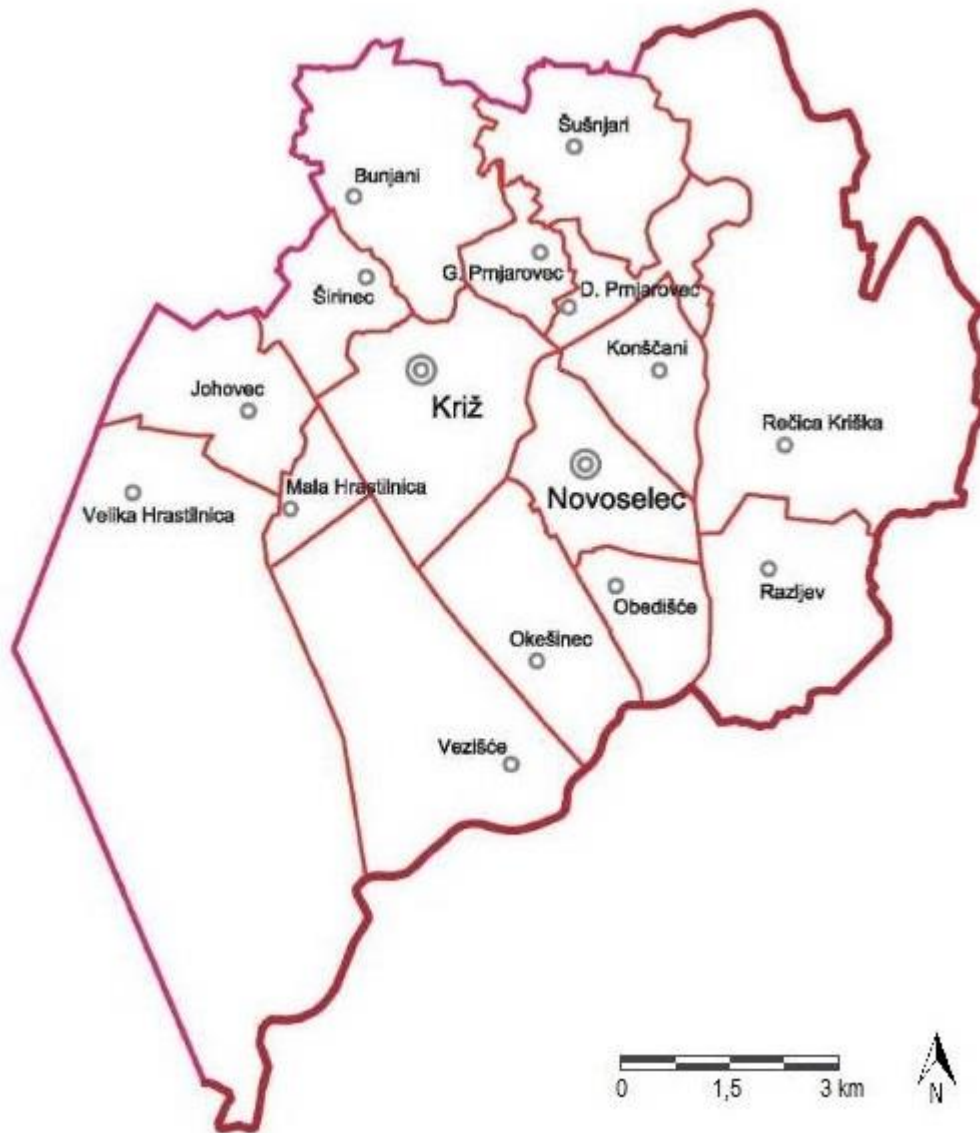 Šušnjari
Bunjani
G. Prnjarovec
Širinec
D. Prnjarovec
Konščani
Johovec
Križ
Rečica Kriška
Mala Hrastilnica
Novoselec
Velika Hrastilnica
Razljev
Obedišće
Okešinec
Vezišće
0 1,5 3 km
N